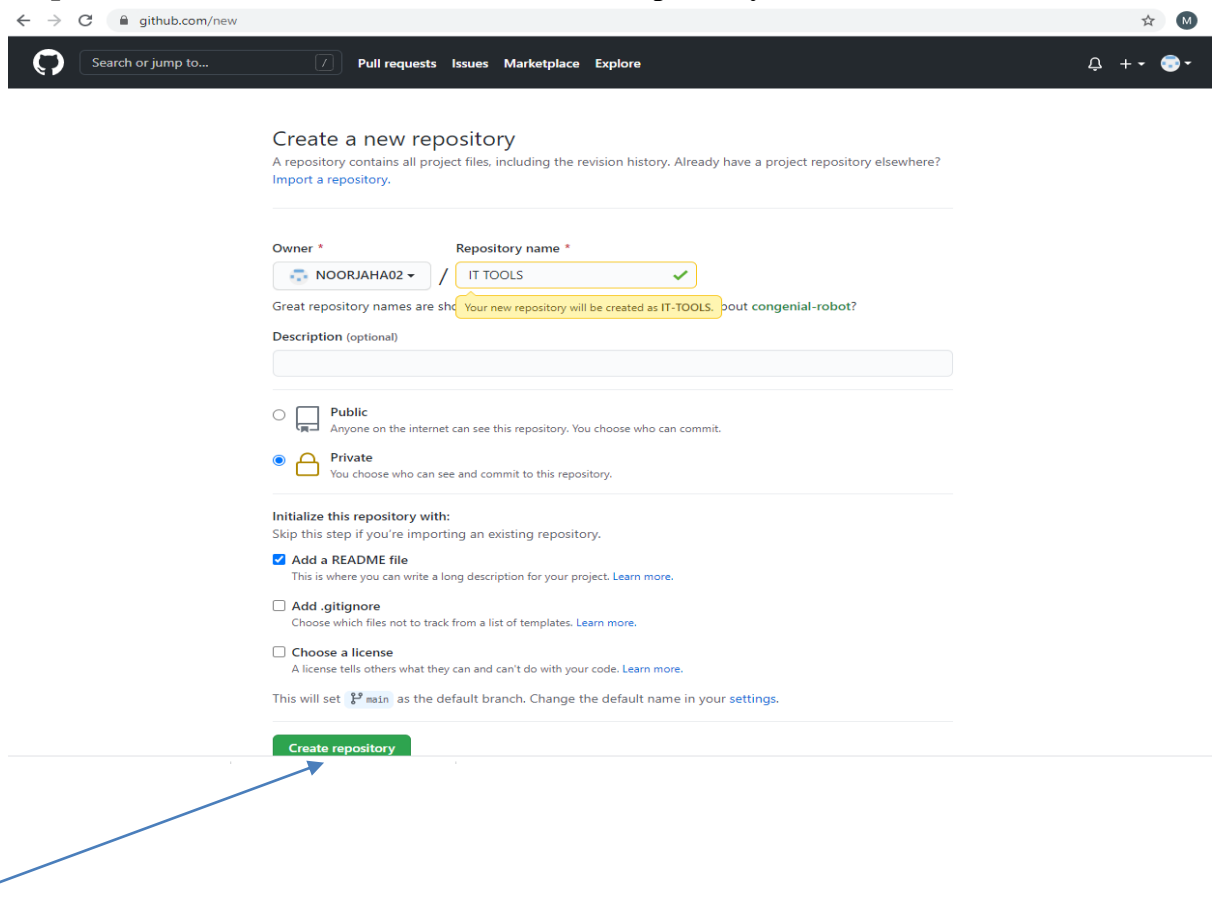 github.com/new
M
Search or jump to...
/
Pull requests Issues Marketplace Explore
Create a new repository
A repository contains all project files, including the revision history. Already have a project repository elsewhere?
Import a repository.
Owner *
Repository name *
NOORJAHA02
/
IT TOOLS
Great repository names are
Your new repository will be created as IT-TOOLS.
congenial-robot?
Description (optional)
Public
Anyone on the internet can see this repository. You choose who can commit.
Private
You choose who can see and commit to this repository.
Initialize this repository with:
Skip this step if you're importing an existing repository.
Add a README file
This is where you can write a long description for your project. Learn more.
Add .gitignore
Choose which files not to track from a list of templates. Learn more.
Choose a license
A license tells others what they can and can't do with your code. Learn more.
This will set main as the default branch. Change the default name in your settings.
Create repository